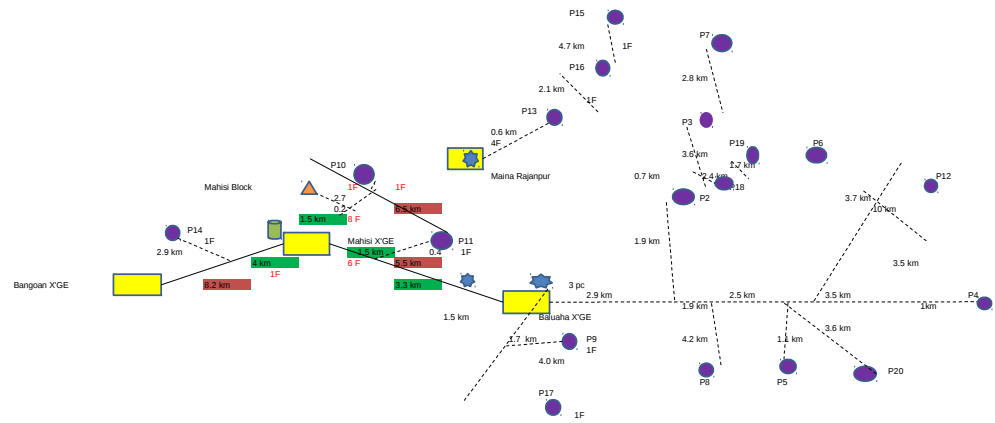 P15
4.7 km
1F
P7
P16
2.8 km
2.1 km
1F
P13
P3
0.6 km
4F
P19
P6
3.6 km
1.7 km
P10
Maina Rajanpur
0.7 km
2.4 km
P18
P12
Mahisi Block
1F
1F
2.7
0.2
6.5 km
P2
3.7 km
10 km
1.5 km
8 F
P14
1F
Mahisi X'GE
P11
1.9 km
2.9 km
1.5 km
0.4
1F
4 km
6 F
5.5 km
3.5 km
1F
Bangoan X'GE
8.2 km
3.3 km
3 pc
2.9 km
2.5 km
3.5 km
P4
1.9 km
1km
1.5 km
Baluaha X'GE
3.6 km
1.7 km
P9
1F
4.2 km
1.1 km
4.0 km
P20
P8
P5
P17
1F